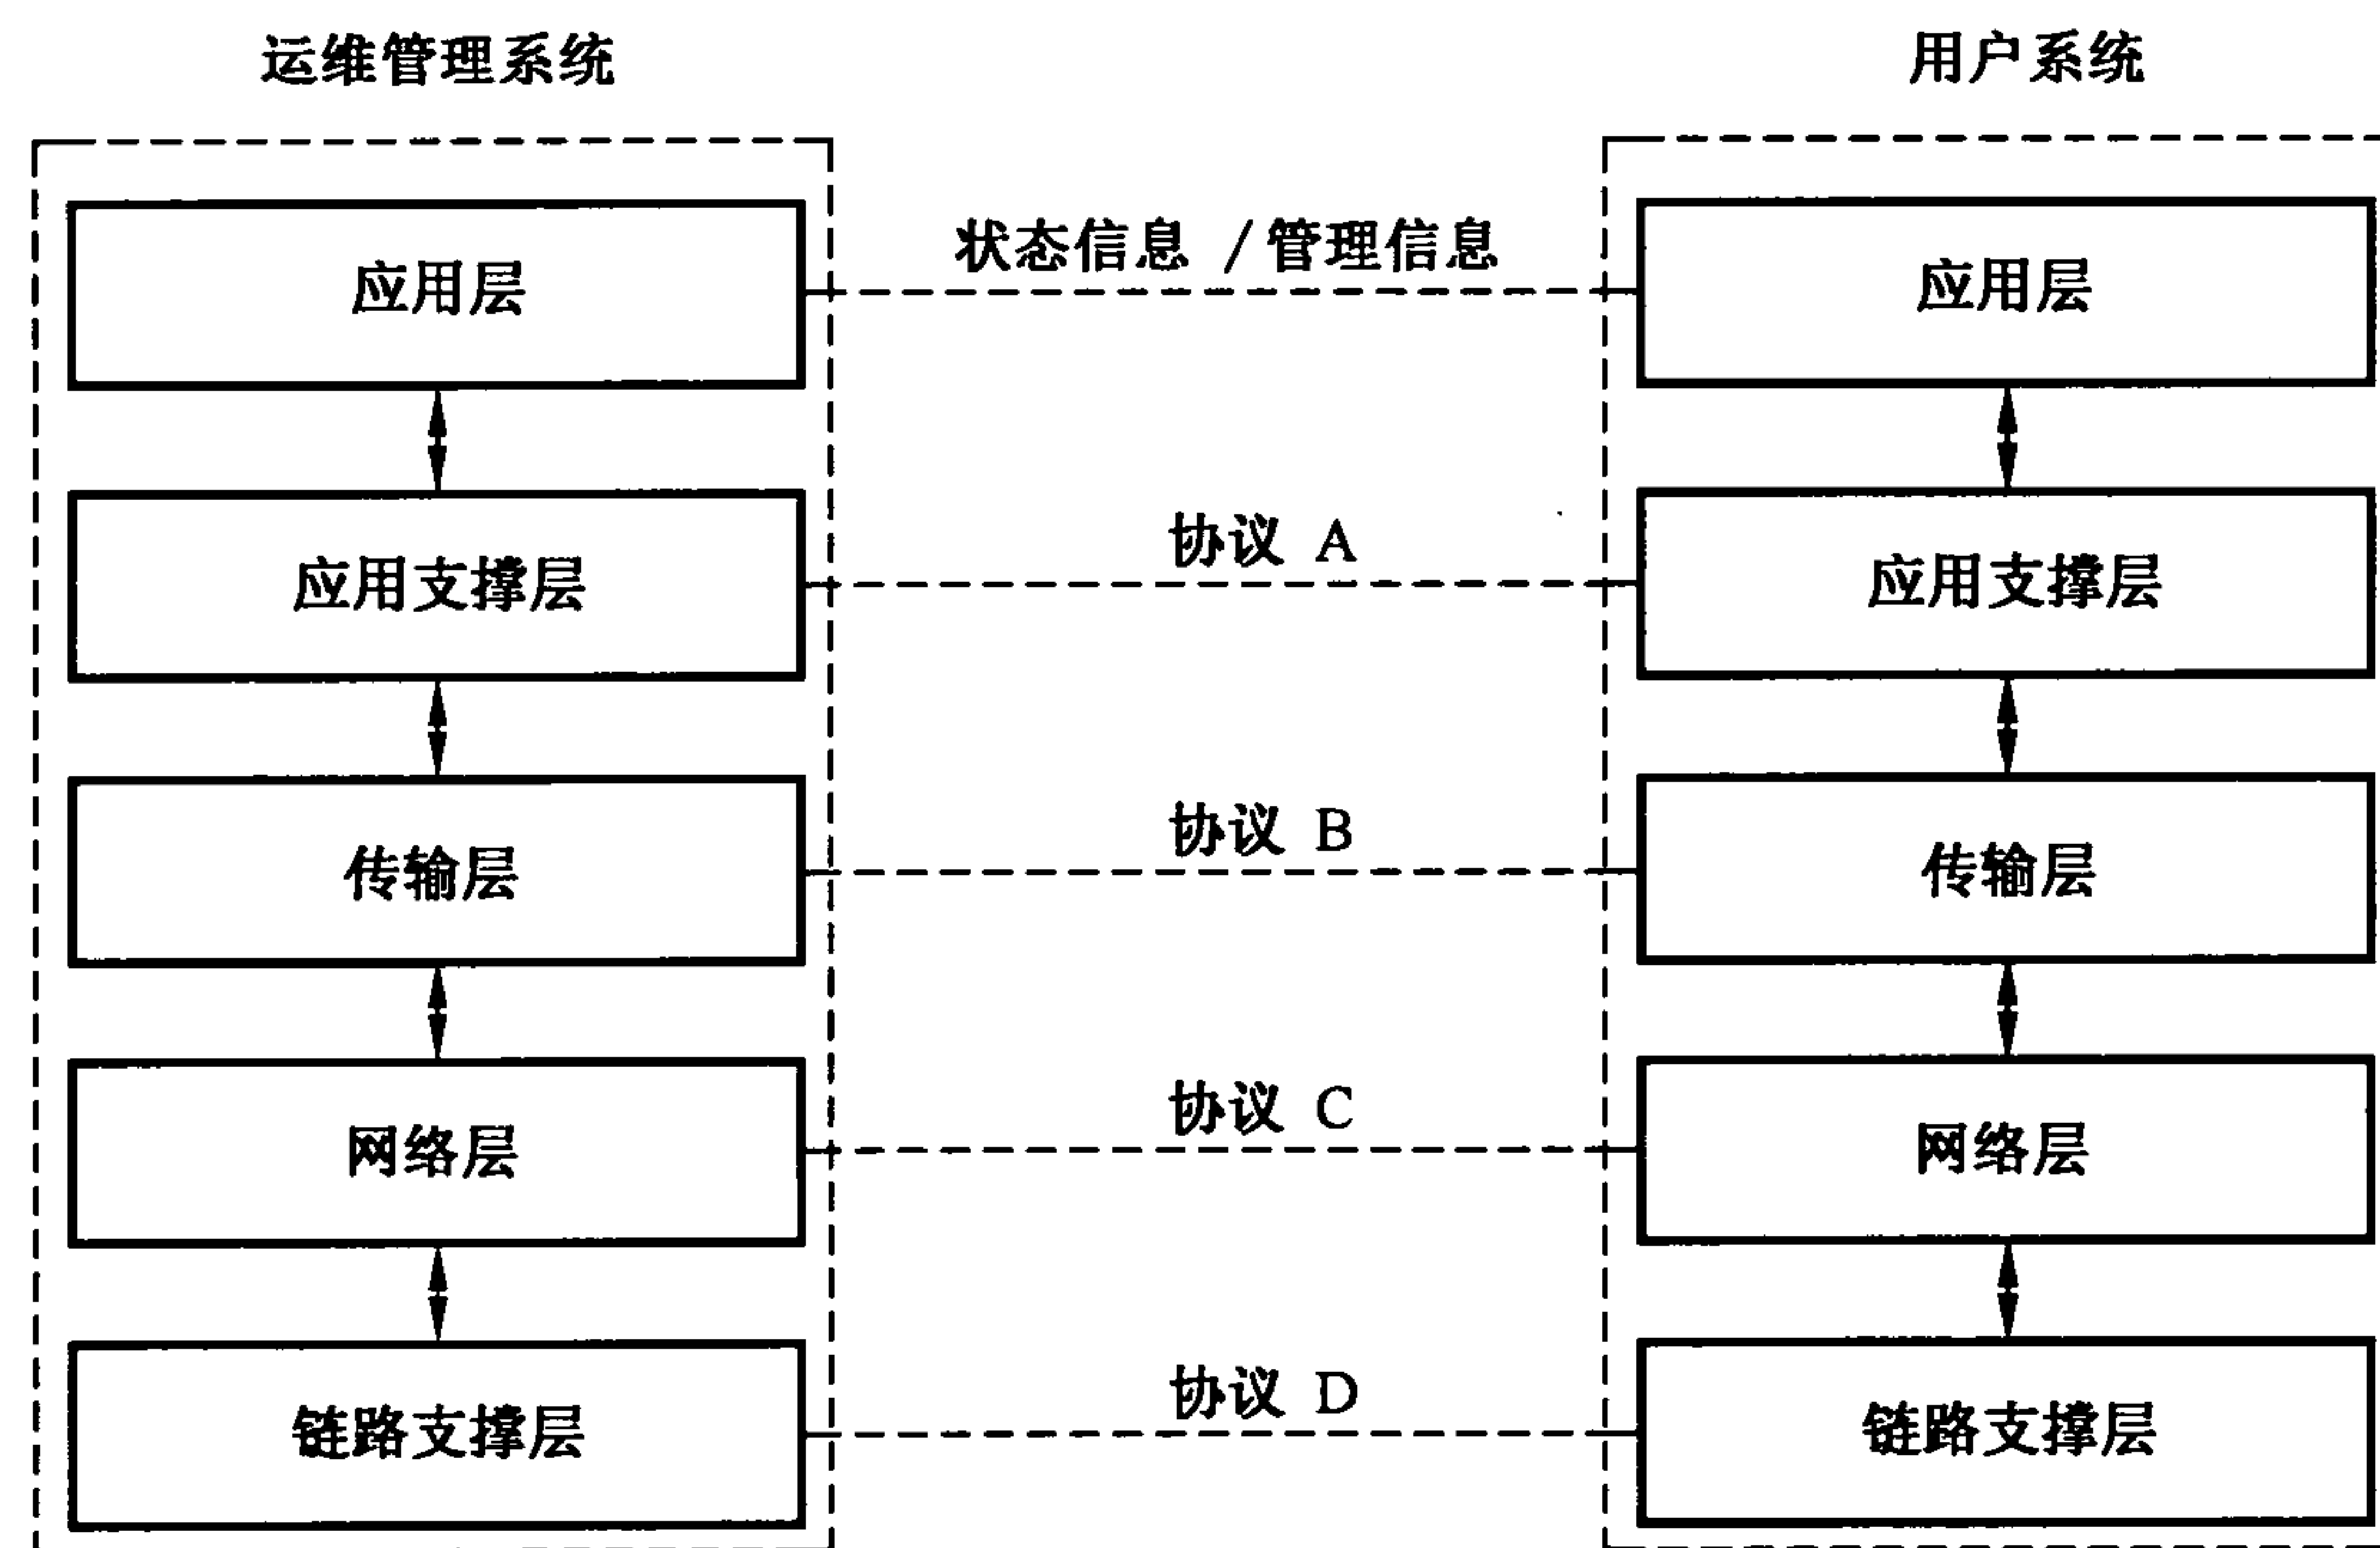 运维管理系统
用户系统
应用层
状态信息 /管理信息
应用层
应用支撑层
协议 A
应用支撑层
传输层
协议 B
传输层
网络层
协议 C
网络层
链路支撑层
协议 D
链路支撑层